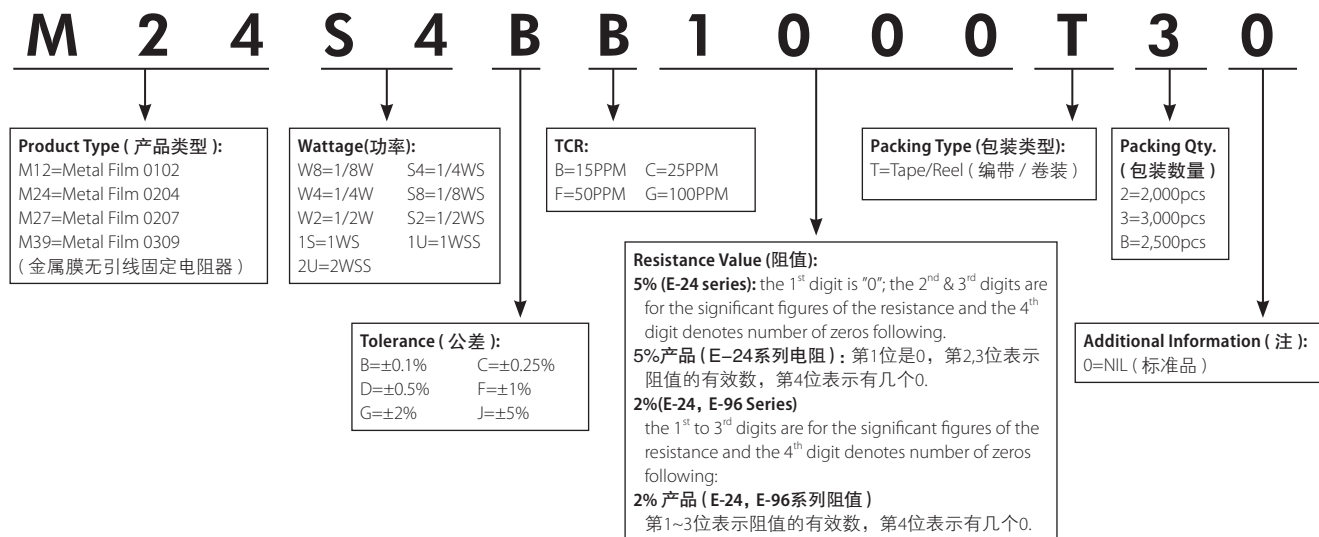 M 2 4 S 4 B B 1 0 0 0 T 3 0
Product Type ( 产品类型 ):
M12=Metal Film 0102
M24=Metal Film 0204
M27=Metal Film 0207
M39=Metal Film 0309
( 金属膜无引线固定电阻器 )
Wattage(功率):
W8=1/8W S4=1/4WS
W4=1/4W S8=1/8WS
W2=1/2W S2=1/2WS
1S=1WS 1U=1WSS
2U=2WSS
Tolerance ( 公差 ):
B=±0.1% C=±0.25%
D=±0.5% F=±1%
G=±2% J=±5%
TCR:
B=15PPM C=25PPM
F=50PPM G=100PPM
Resistance Value (阻值):
5% (E-24 series): the 1st digit is "0"; the 2nd & 3rd digits are
for the significant figures of the resistance and the 4th
digit denotes number of zeros following.
5%产品 ( E–24系列电阻 ) : 第1位是0，第2,3位表示
阻值的有效数，第4位表示有几个0.
2%(E-24, E-96 Series)
the 1st to 3rd digits are for the significant figures of the
resistance and the 4th digit denotes number of zeros
following:
2% 产品 ( E-24, E-96系列阻值 )
第1~3位表示阻值的有效数，第4位表示有几个0.
Packing Type (包装类型):
T=Tape/Reel ( 编带 / 卷装 )
Packing Qty.
( 包装数量 )
2=2,000pcs
3=3,000pcs
B=2,500pcs
Additional Information ( 注 ):
0=NIL ( 标准品 )